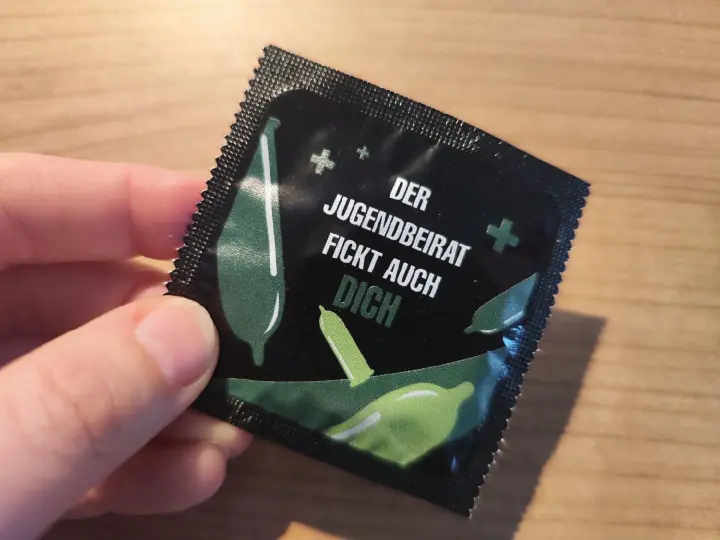 DER
JUGENDBEIRAT
FICKT AUCH
DICH